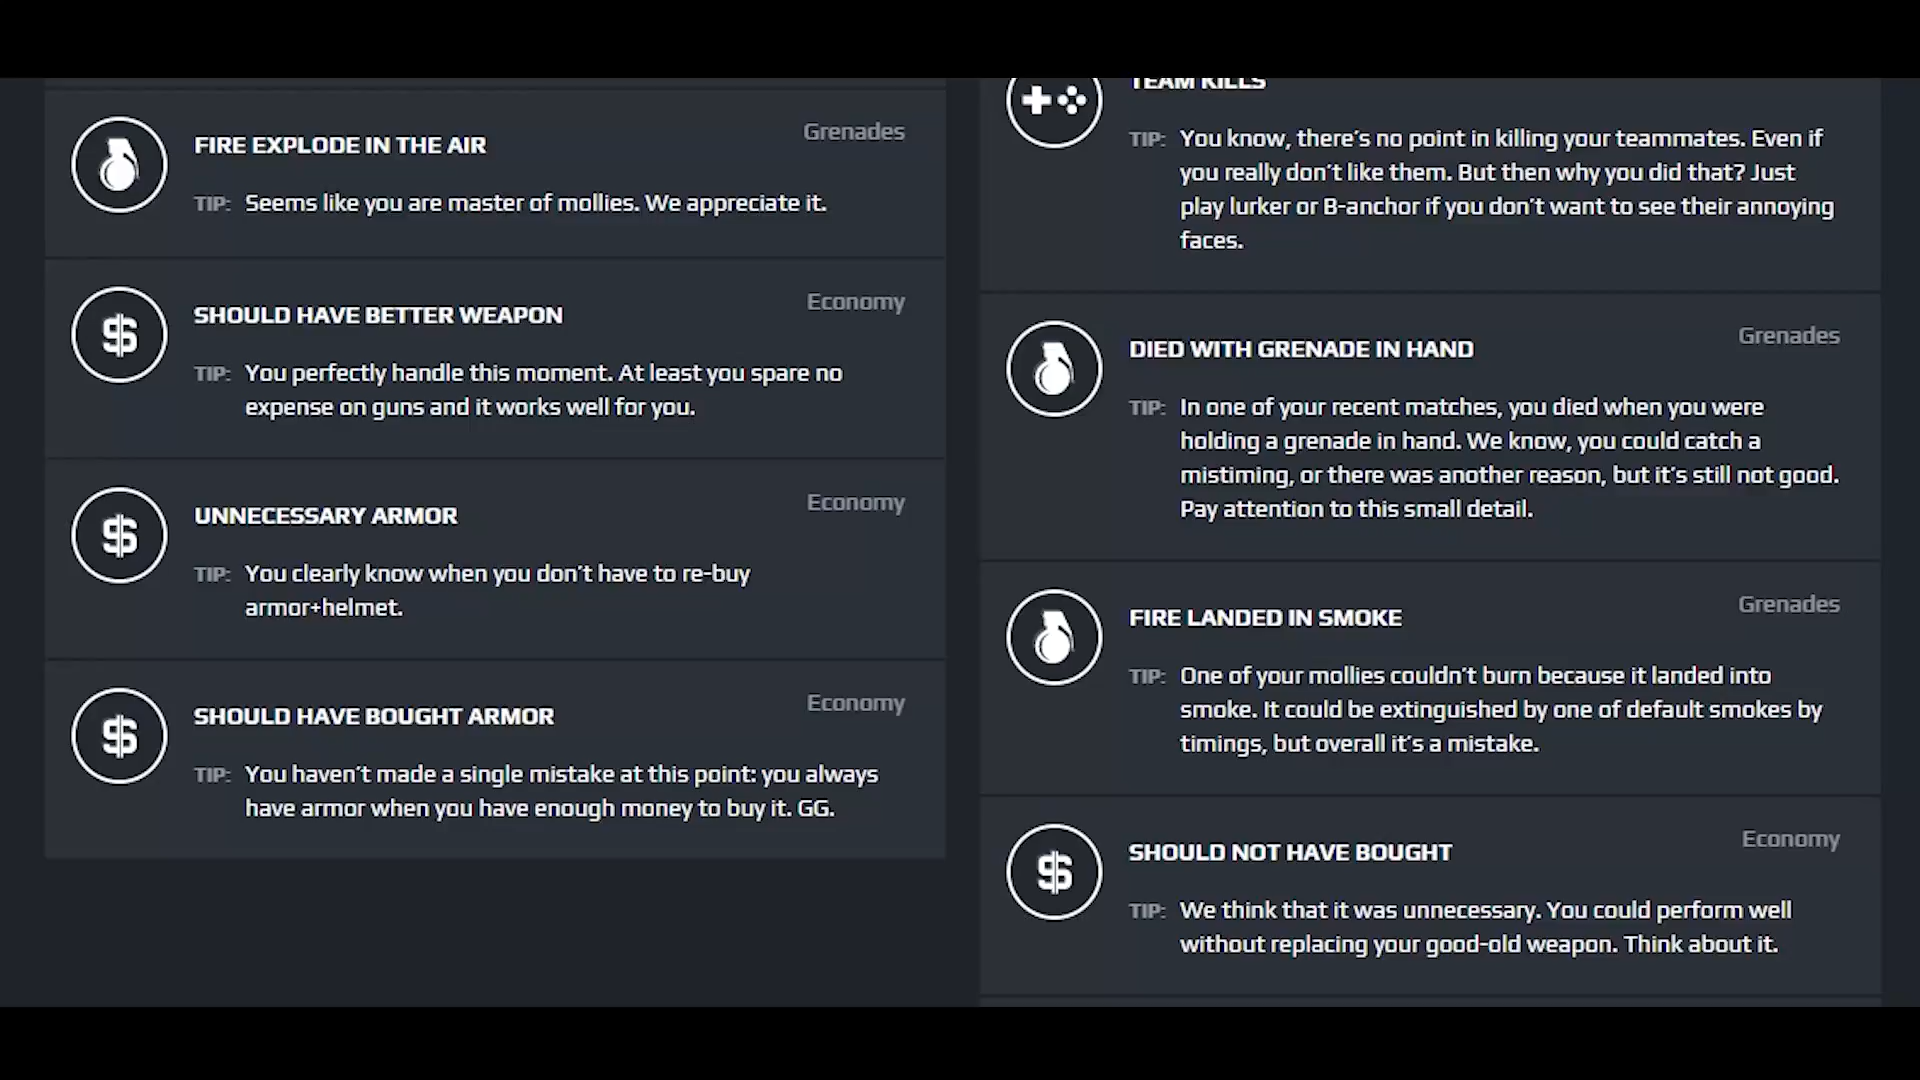 FIRE EXPLODE IN THE AIR
Grenades
TIP: Seems like you are master of mollies. We appreciate it.
SHOULD HAVE BETTER WEAPON
Economy
TIP: You perfectly handle this moment. At least you spare no
expense on guns and it works well for you.
UNNECESSARY ARMOR
Economy
TIP: You clearly know when you don't have to re-buy
armor+helmet.
SHOULD HAVE BOUGHT ARMOR
Economy
TIP: You haven't made a single mistake at this point: you always
have armor when you have enough money to buy it. GG.
TEAM KILLS
TIP: You know, there's no point in killing your teammates. Even if
you really don't like them. But then why you did that? Just
play lurker or B-anchor if you don't want to see their annoying
faces.
DIED WITH GRENADE IN HAND
Grenades
TIP: In one of your recent matches, you died when you were
holding a grenade in hand. We know, you could catch a
mistiming, or there was another reason, but it's still not good.
Pay attention to this small detail.
FIRE LANDED IN SMOKE
Grenades
TIP: One of your mollies couldn't burn because it landed into
smoke. It could be extinguished by one of default smokes by
timings, but overall it's a mistake.
SHOULD NOT HAVE BOUGHT
Economy
TIP: We think that it was unnecessary. You could perform well
without replacing your good-old weapon. Think about it.